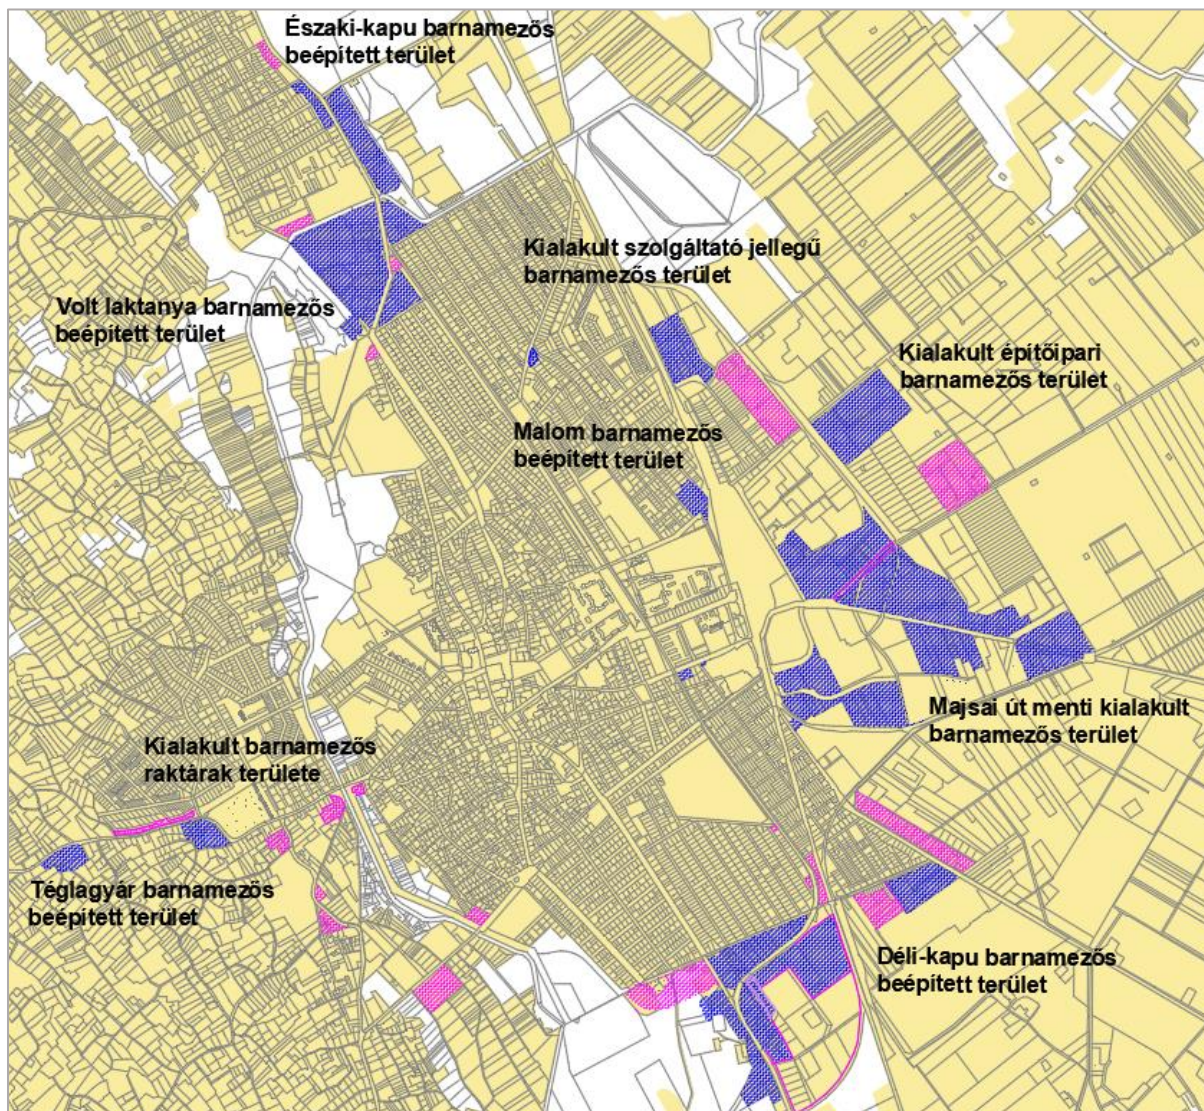 Északi-kapu barnamezős
beépített terület
Kialakult szolgáltató jellegű
barnamezős terület
Volt laktanya barnamezős
beépített terület
Kialakult építőipari
barnamezős terület
Malom barnamezős
beépített terület
Majsai út menti kialakult
barnamezős terület
Kialakult barnamezős
raktárak területe
Téglagyár barnamezős
beépített terület
Déli-kapu barnamezős
beépített terület